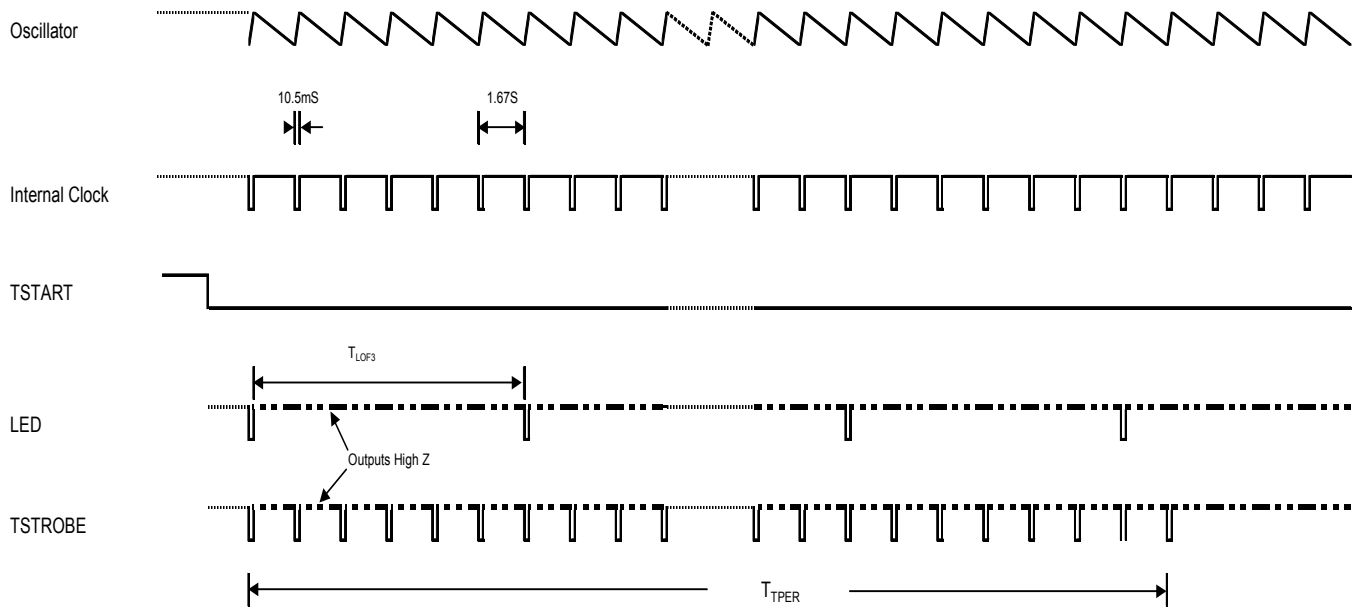 Oscillator
10.5mS
1.67S
Internal Clock
TSTART
TLOF3
LED
Outputs High Z
TSTROBE
TTPER